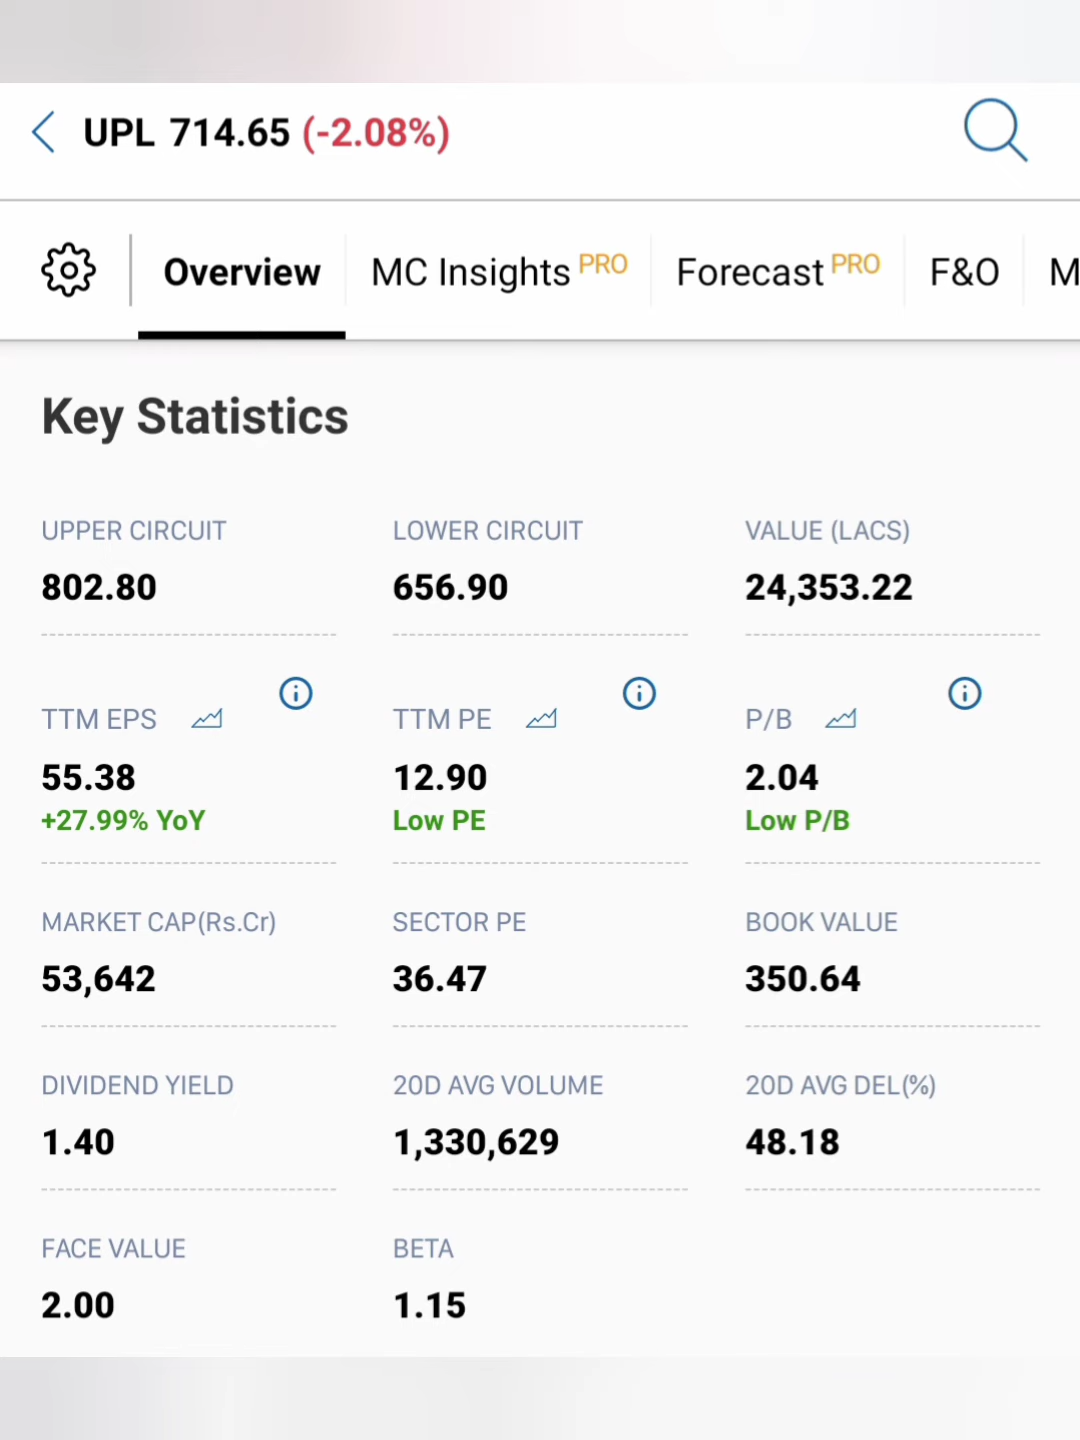 UPL 714.65 (-2.08%)
Overview MC Insights PRO Forecast PRO F&O M
Key Statistics
UPPER CIRCUIT LOWER CIRCUIT VALUE (LACS)
802.80 656.90 24,353.22
TTM EPS TTM PE P/B
55.38 12.90 2.04
+27.99% YoY Low PE Low P/B
MARKET CAP(Rs.Cr) SECTOR PE BOOK VALUE
53,642 36.47 350.64
DIVIDEND YIELD 20D AVG VOLUME 20D AVG DEL(%)
1.40 1,330,629 48.18
FACE VALUE BETA
2.00 1.15